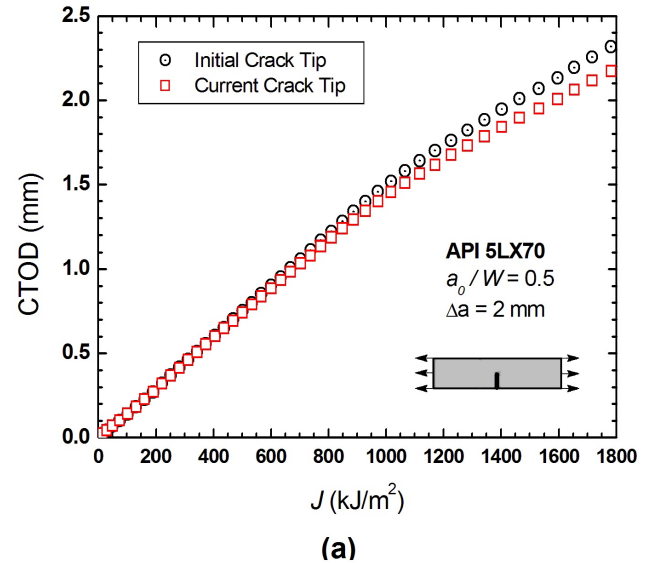 2.5
2.0
1.5
1.0
0.5
0.0
CTOD (mm)
Initial Crack Tip
Current Crack Tip
API 5LX70
a₀ / W = 0.5
Δa = 2 mm
0 200 400 600 800 1000 1200 1400 1600 1800
J (kJ/m²)
(a)